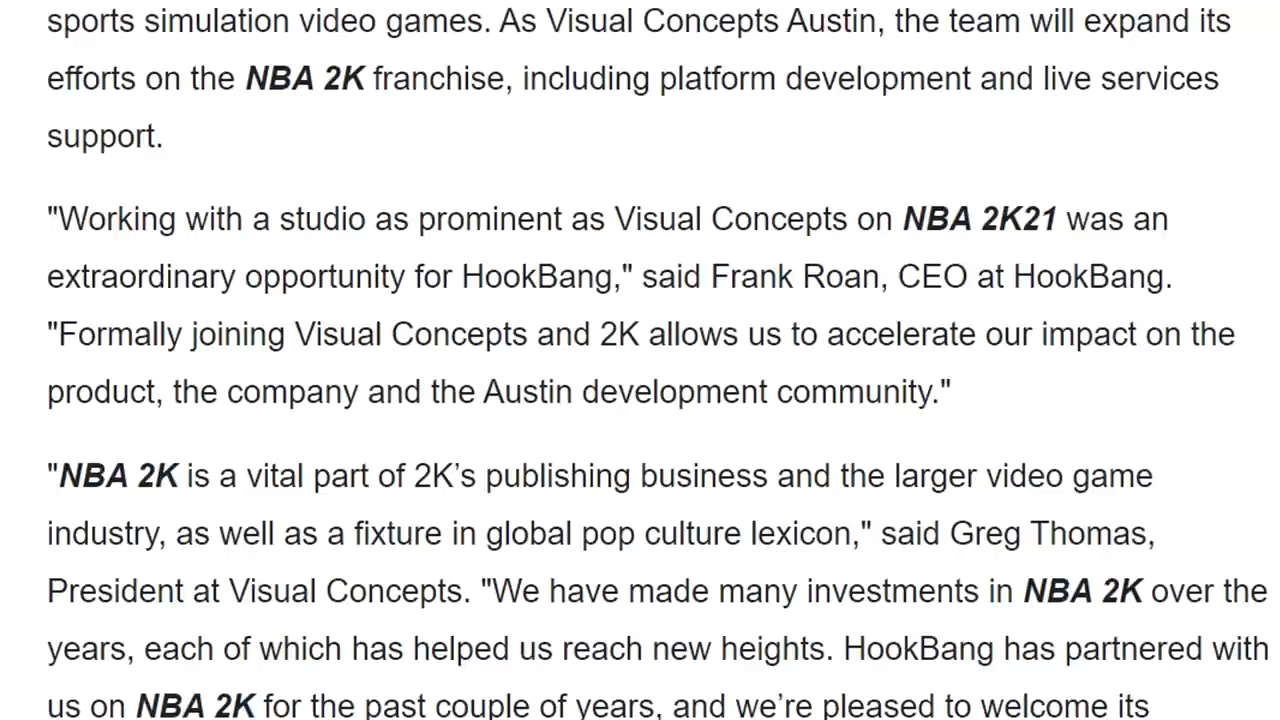 sports simulation video games. As Visual Concepts Austin, the team will expand its
efforts on the NBA 2K franchise, including platform development and live services
support.
"Working with a studio as prominent as Visual Concepts on NBA 2K21 was an
extraordinary opportunity for HookBang," said Frank Roan, CEO at HookBang.
"Formally joining Visual Concepts and 2K allows us to accelerate our impact on the
product, the company and the Austin development community."
"NBA 2K is a vital part of 2K’s publishing business and the larger video game
industry, as well as a fixture in global pop culture lexicon," said Greg Thomas,
President at Visual Concepts. "We have made many investments in NBA 2K over the
years, each of which has helped us reach new heights. HookBang has partnered with
us on NBA 2K for the past couple of years, and we’re pleased to welcome its